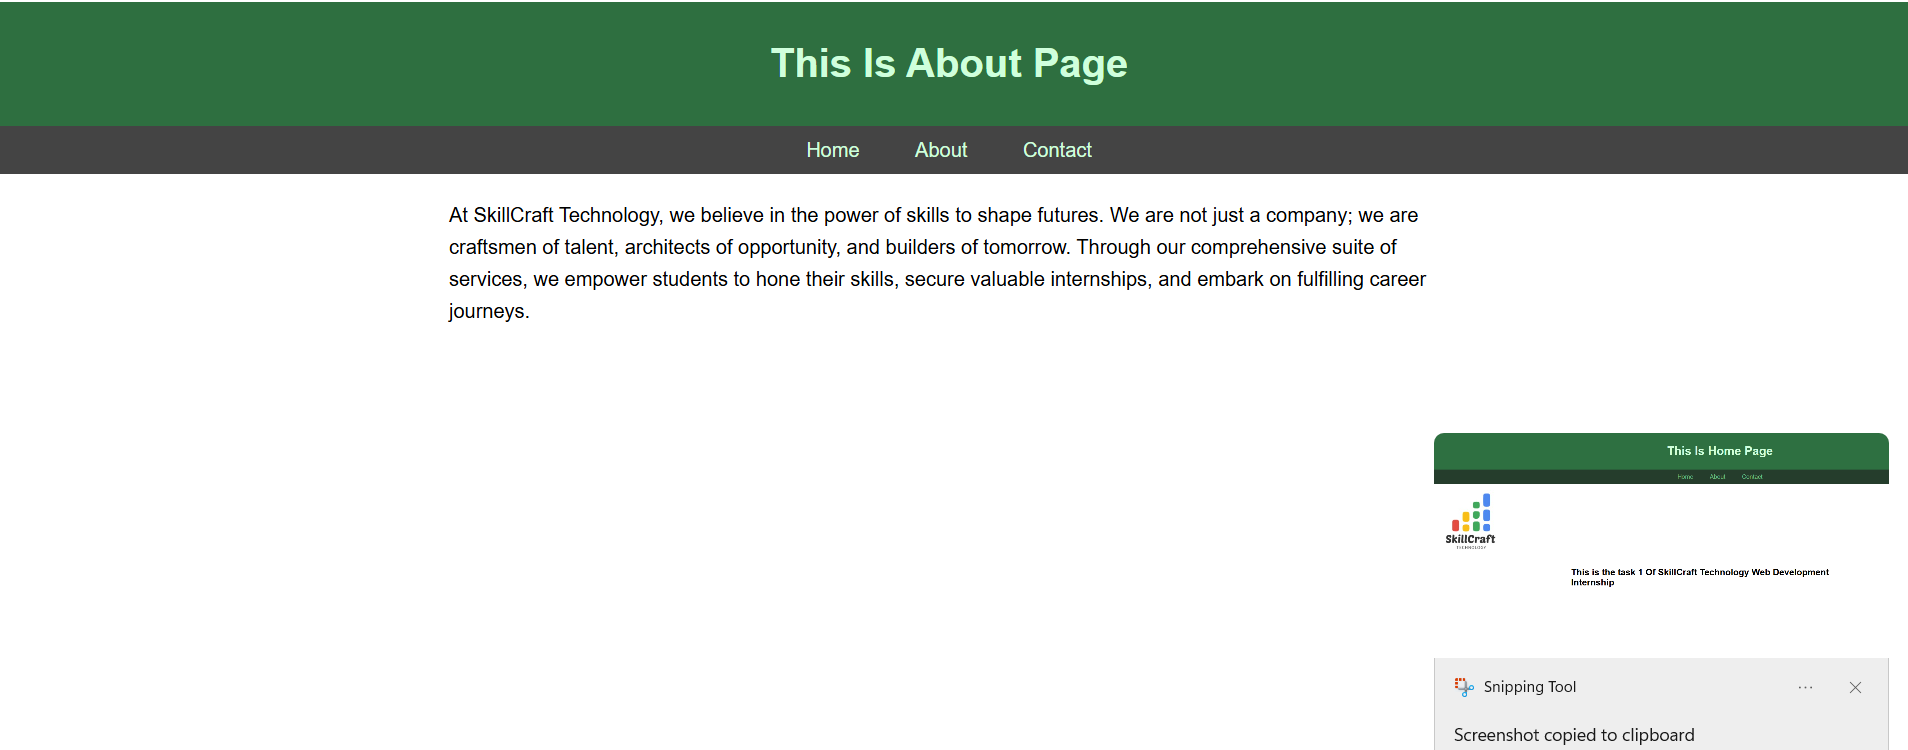 This Is About Page
Home About Contact
At SkillCraft Technology, we believe in the power of skills to shape futures. We are not just a company; we are
craftsmen of talent, architects of opportunity, and builders of tomorrow. Through our comprehensive suite of
services, we empower students to hone their skills, secure valuable internships, and embark on fulfilling career
journeys.
This Is Home Page
Home About Contact
SkillCraft
TECHNOLOGY
This is the task 1 Of SkillCraft Technology Web Development
Internship
Snipping Tool
Screenshot copied to clipboard